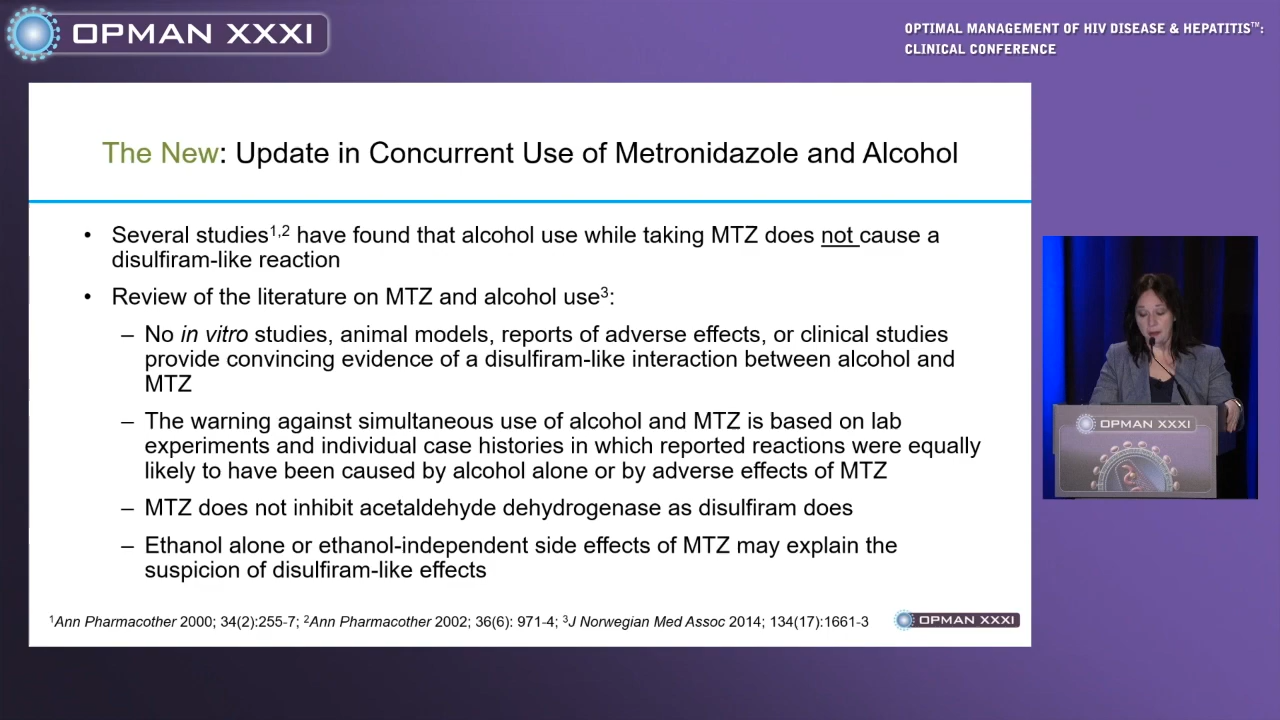 OPMAN XXXI
OPTIMAL MANAGEMENT OF HIV DISEASE & HEPATITIS™:
CLINICAL CONFERENCE
The New: Update in Concurrent Use of Metronidazole and Alcohol
• Several studies1,2 have found that alcohol use while taking MTZ does not cause a
disulfiram-like reaction
• Review of the literature on MTZ and alcohol use3:
– No in vitro studies, animal models, reports of adverse effects, or clinical studies
provide convincing evidence of a disulfiram-like interaction between alcohol and
MTZ
– The warning against simultaneous use of alcohol and MTZ is based on lab
experiments and individual case histories in which reported reactions were equally
likely to have been caused by alcohol alone or by adverse effects of MTZ
– MTZ does not inhibit acetaldehyde dehydrogenase as disulfiram does
– Ethanol alone or ethanol-independent side effects of MTZ may explain the
suspicion of disulfiram-like effects
1Ann Pharmacother 2000; 34(2):255-7; 2Ann Pharmacother 2002; 36(6): 971-4; 3J Norwegian Med Assoc 2014; 134(17):1661-3
OPMAN XXXI
OPMAN XXXI